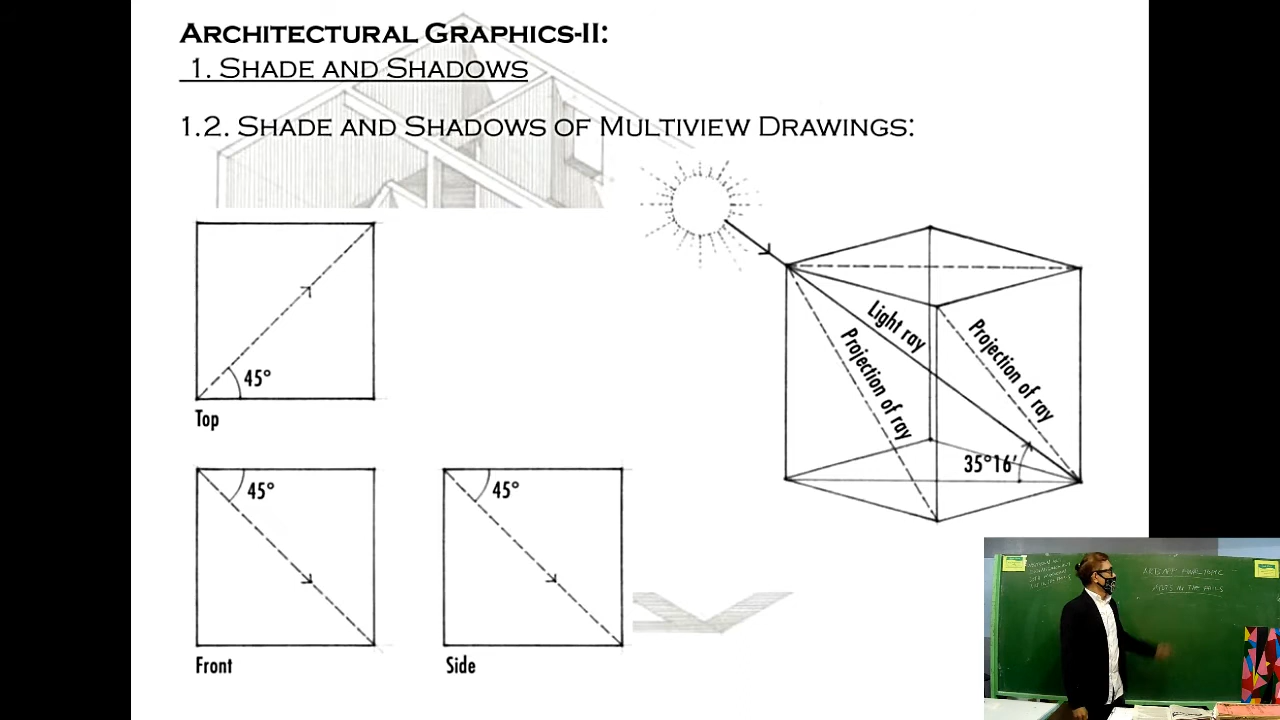 ARCHITECTURAL GRAPHICS-II:
1. SHADE AND SHADOWS
1.2. SHADE AND SHADOWS OF MULTIVIEW DRAWINGS:
45°
Top
45°
Front
45°
Side
Light ray
Projection of ray
Projection of ray
35°16'